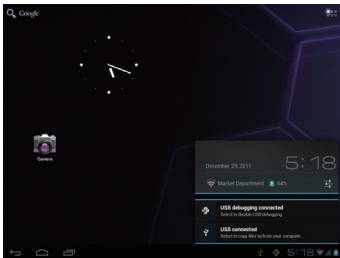 Google
Camera
December 29, 2011
5:18
Market Department 64%
USB debugging connected
Select to disable USB debugging.
USB connected
Select to copy files to/from your computer.
5:18